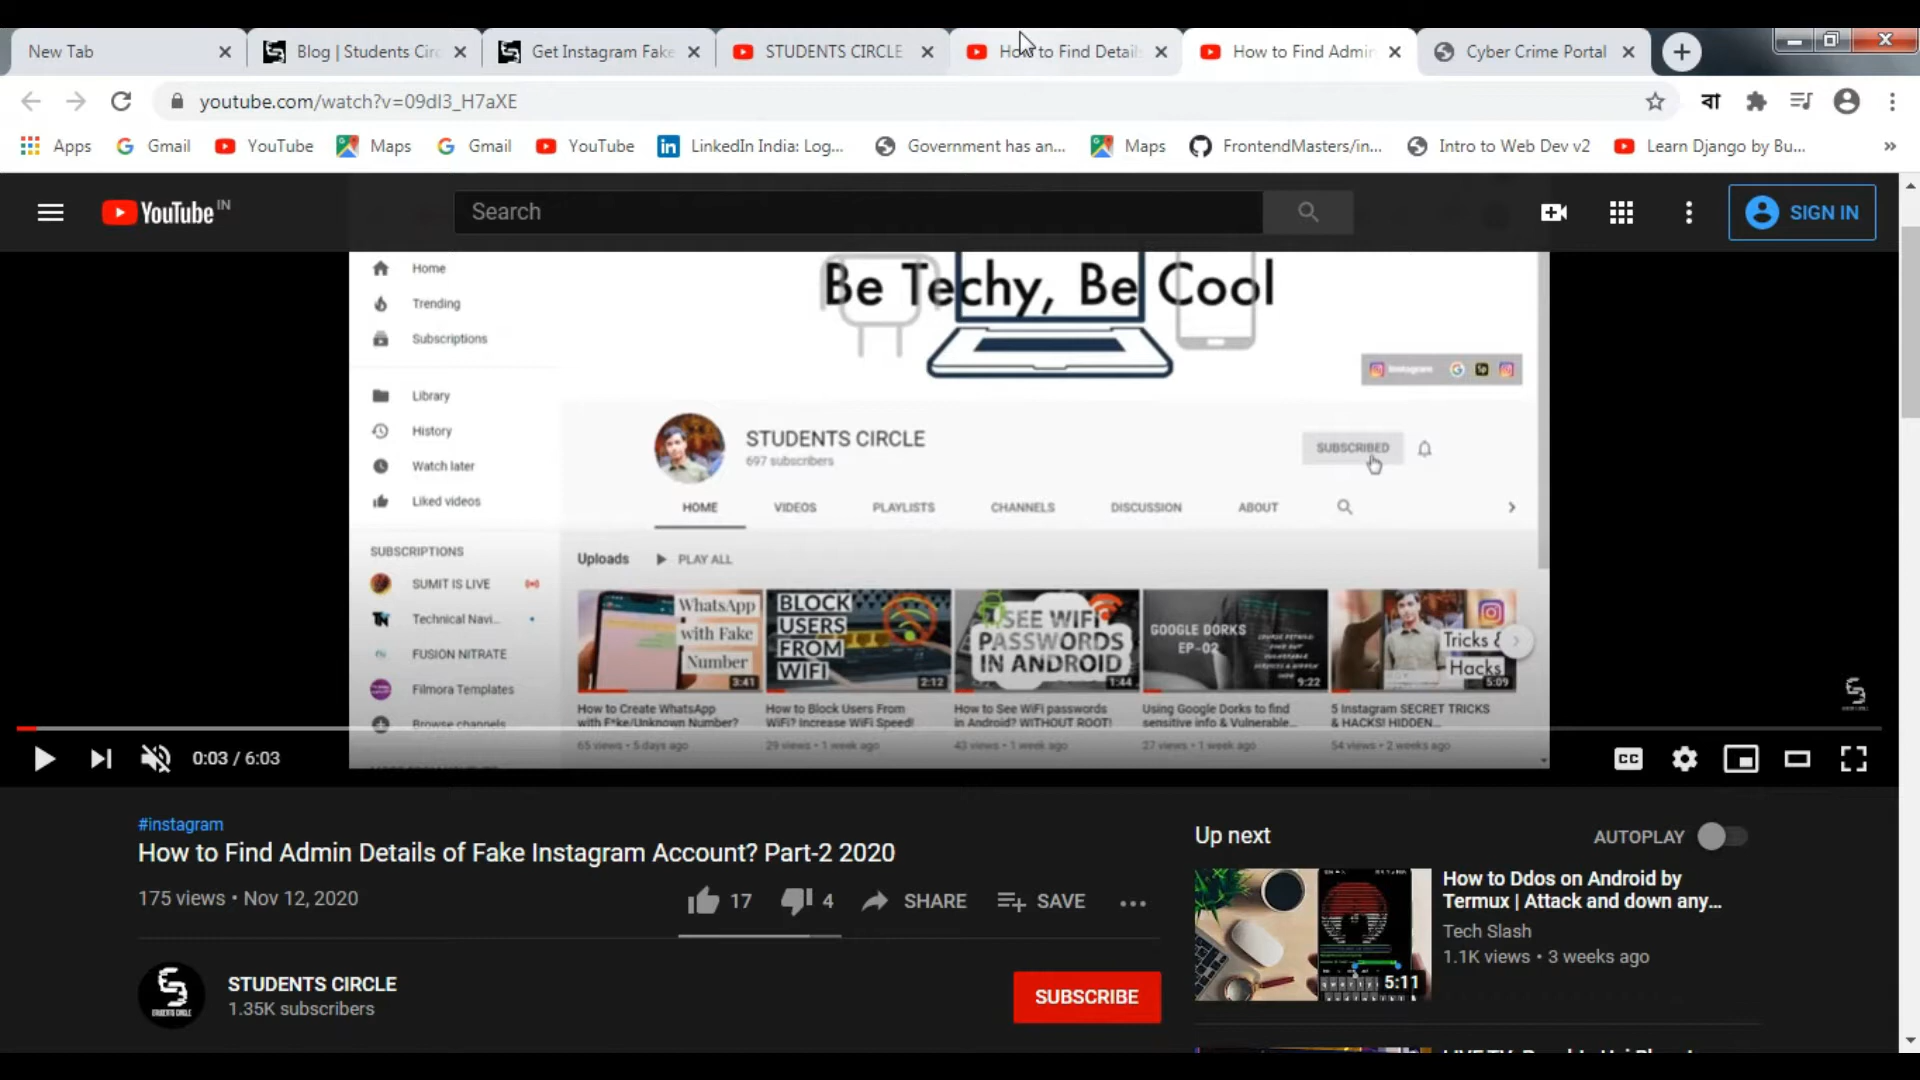 New Tab
Blog | Students Circ
Get Instagram Fake
STUDENTS CIRCLE
How to Find Details
How to Find Admin
Cyber Crime Portal
youtube.com/watch?v=09dI3_H7aXE
বা
Apps
Gmail
YouTube
Maps
Gmail
YouTube
LinkedIn India: Log...
Government has an...
Maps
FrontendMasters/in...
Intro to Web Dev v2
Learn Django by Bu...
YouTube IN
Search
SIGN IN
Home
Trending
Subscriptions
Library
History
Watch later
Liked videos
SUBSCRIPTIONS
SUMIT IS LIVE
Technical Navi...
FUSION NITRATE
Filmora Templates
Browse channels
Be Techy, Be Cool
Instagram
STUDENTS CIRCLE
697 subscribers
SUBSCRIBED
HOME
VIDEOS
PLAYLISTS
CHANNELS
DISCUSSION
ABOUT
Uploads
PLAY ALL
WhatsApp
with Fake
Number
3:41
BLOCK
USERS
FROM
WIFI
2:12
SEE WIFI
PASSWORDS
IN ANDROID
1:44
GOOGLE DORKS
EP-02
9:22
Tricks &
Hacks
5:09
How to Create WhatsApp
with F*ke/Unknown Number?
65 views • 5 days ago
How to Block Users From
WiFi? Increase WiFi Speed!
29 views • 1 week ago
How to See WiFi passwords
in Android? WITHOUT ROOT!
43 views • 1 week ago
Using Google Dorks to find
sensitive info & Vulnerable...
27 views • 1 week ago
5 Instagram SECRET TRICKS
& HACKS! HIDDEN...
54 views • 2 weeks ago
0:03 / 6:03
CC
#instagram
How to Find Admin Details of Fake Instagram Account? Part-2 2020
175 views • Nov 12, 2020
17
4
SHARE
SAVE
STUDENTS CIRCLE
STUDENTS CIRCLE
1.35K subscribers
SUBSCRIBE
Up next
AUTOPLAY
5:11
How to Ddos on Android by
Termux | Attack and down any...
Tech Slash
1.1K views • 3 weeks ago